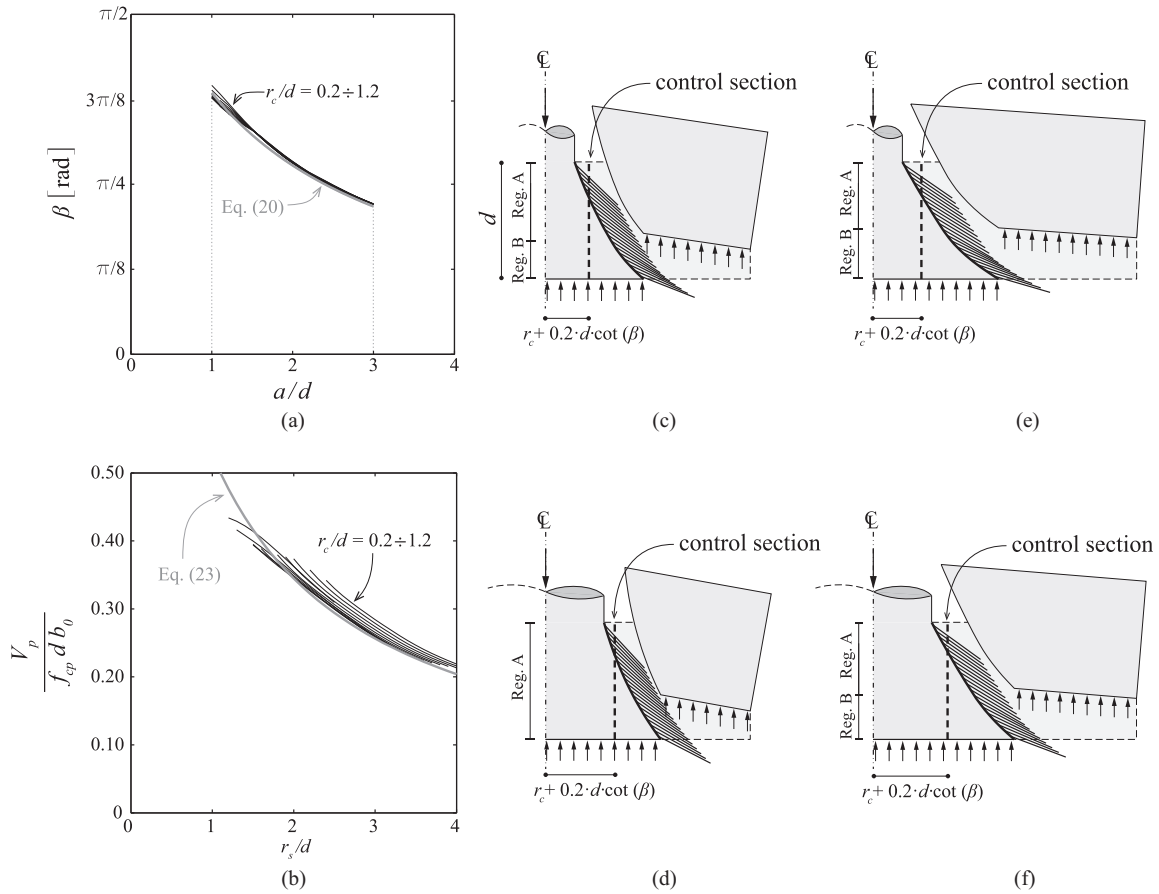 π/2
3π/8
π/4
π/8
0
β [rad]
r_c/d = 0.2÷1.2
Eq. (20)
0 1 2 3 4
a/d
(a)
0.50
0.40
0.30
0.20
0.10
0
V_p
f_cp d b_0
r_c/d = 0.2÷1.2
Eq. (23)
0 1 2 3 4
r_s/d
(b)
℄
control section
d
Reg. A
Reg. B
r_c + 0.2·d·cot (β)
(c)
℄
control section
Reg. A
Reg. B
r_c + 0.2·d·cot (β)
(e)
℄
control section
Reg. A
r_c + 0.2·d·cot (β)
(d)
℄
control section
Reg. A
Reg. B
r_c + 0.2·d·cot (β)
(f)